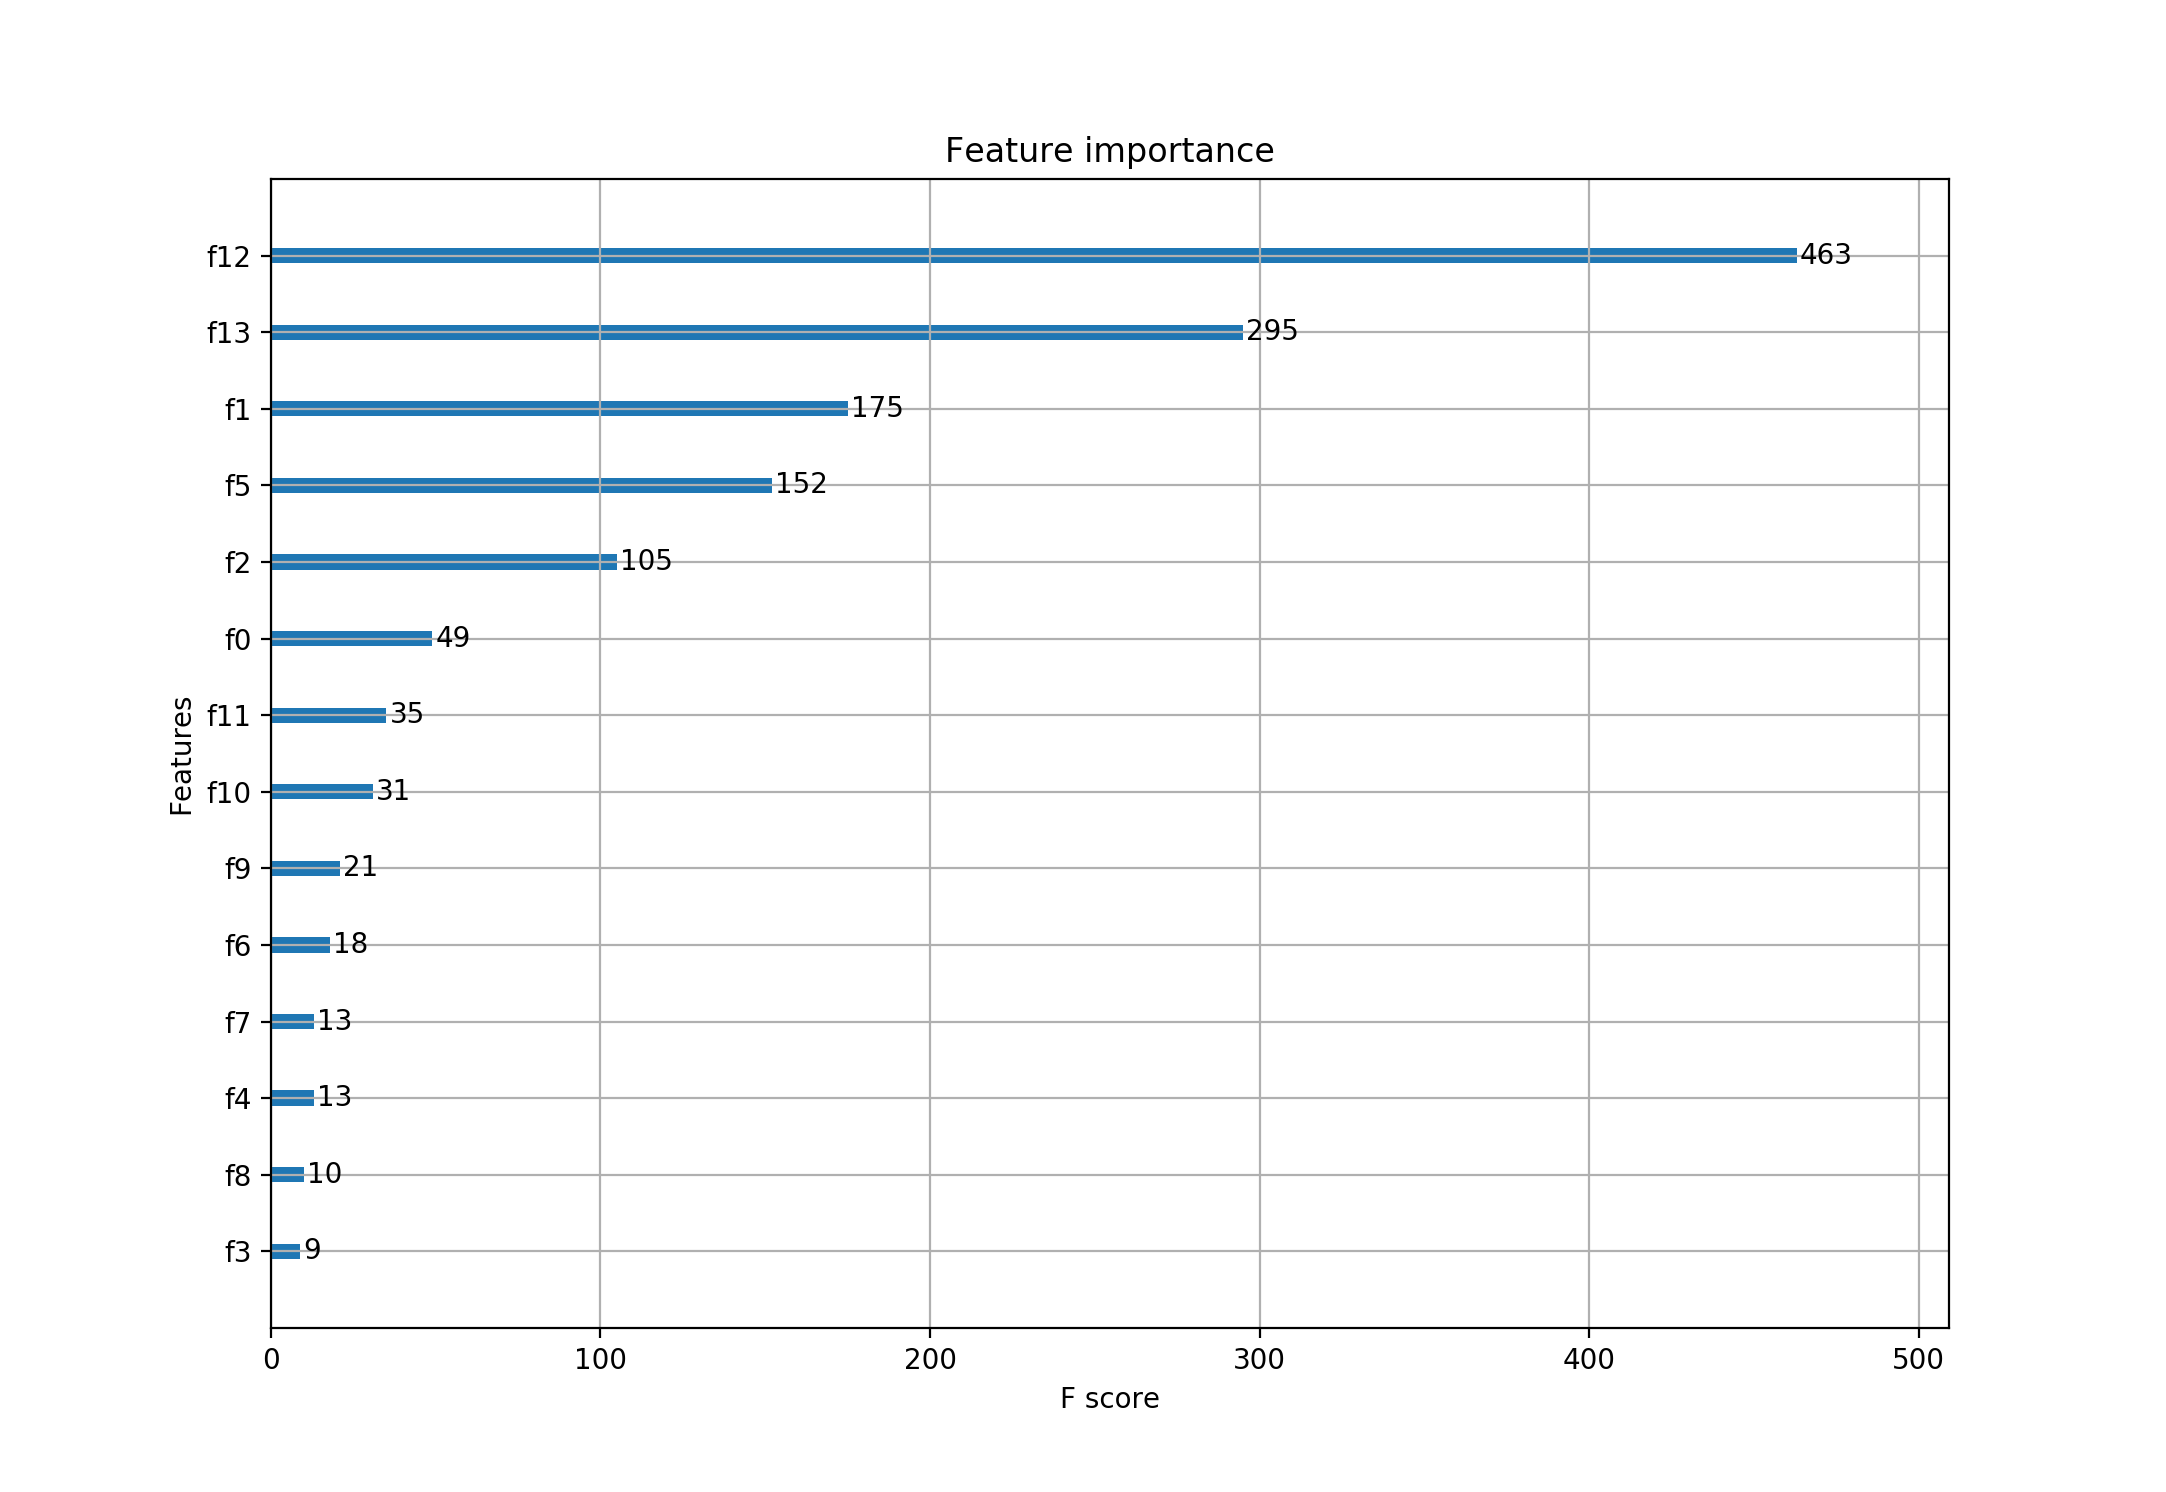 Feature importance
f12 463
f13 295
f1 175
f5 152
f2 105
f0 49
f11 35
f10 31
f9 21
f6 18
f7 13
f4 13
f8 10
f3 9
Features
0 100 200 300 400 500
F score